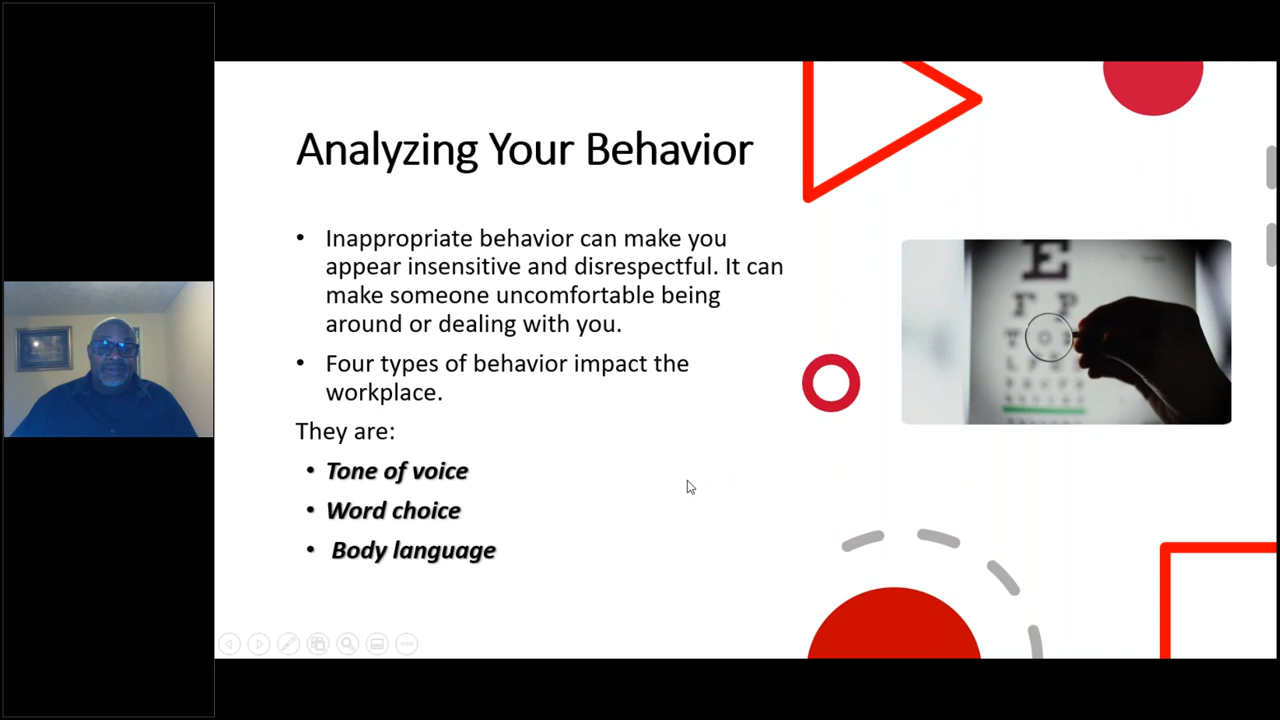 Analyzing Your Behavior
• Inappropriate behavior can make you
appear insensitive and disrespectful. It can
make someone uncomfortable being
around or dealing with you.
• Four types of behavior impact the
workplace.
They are:
• Tone of voice
• Word choice
• Body language
E
F P
T O